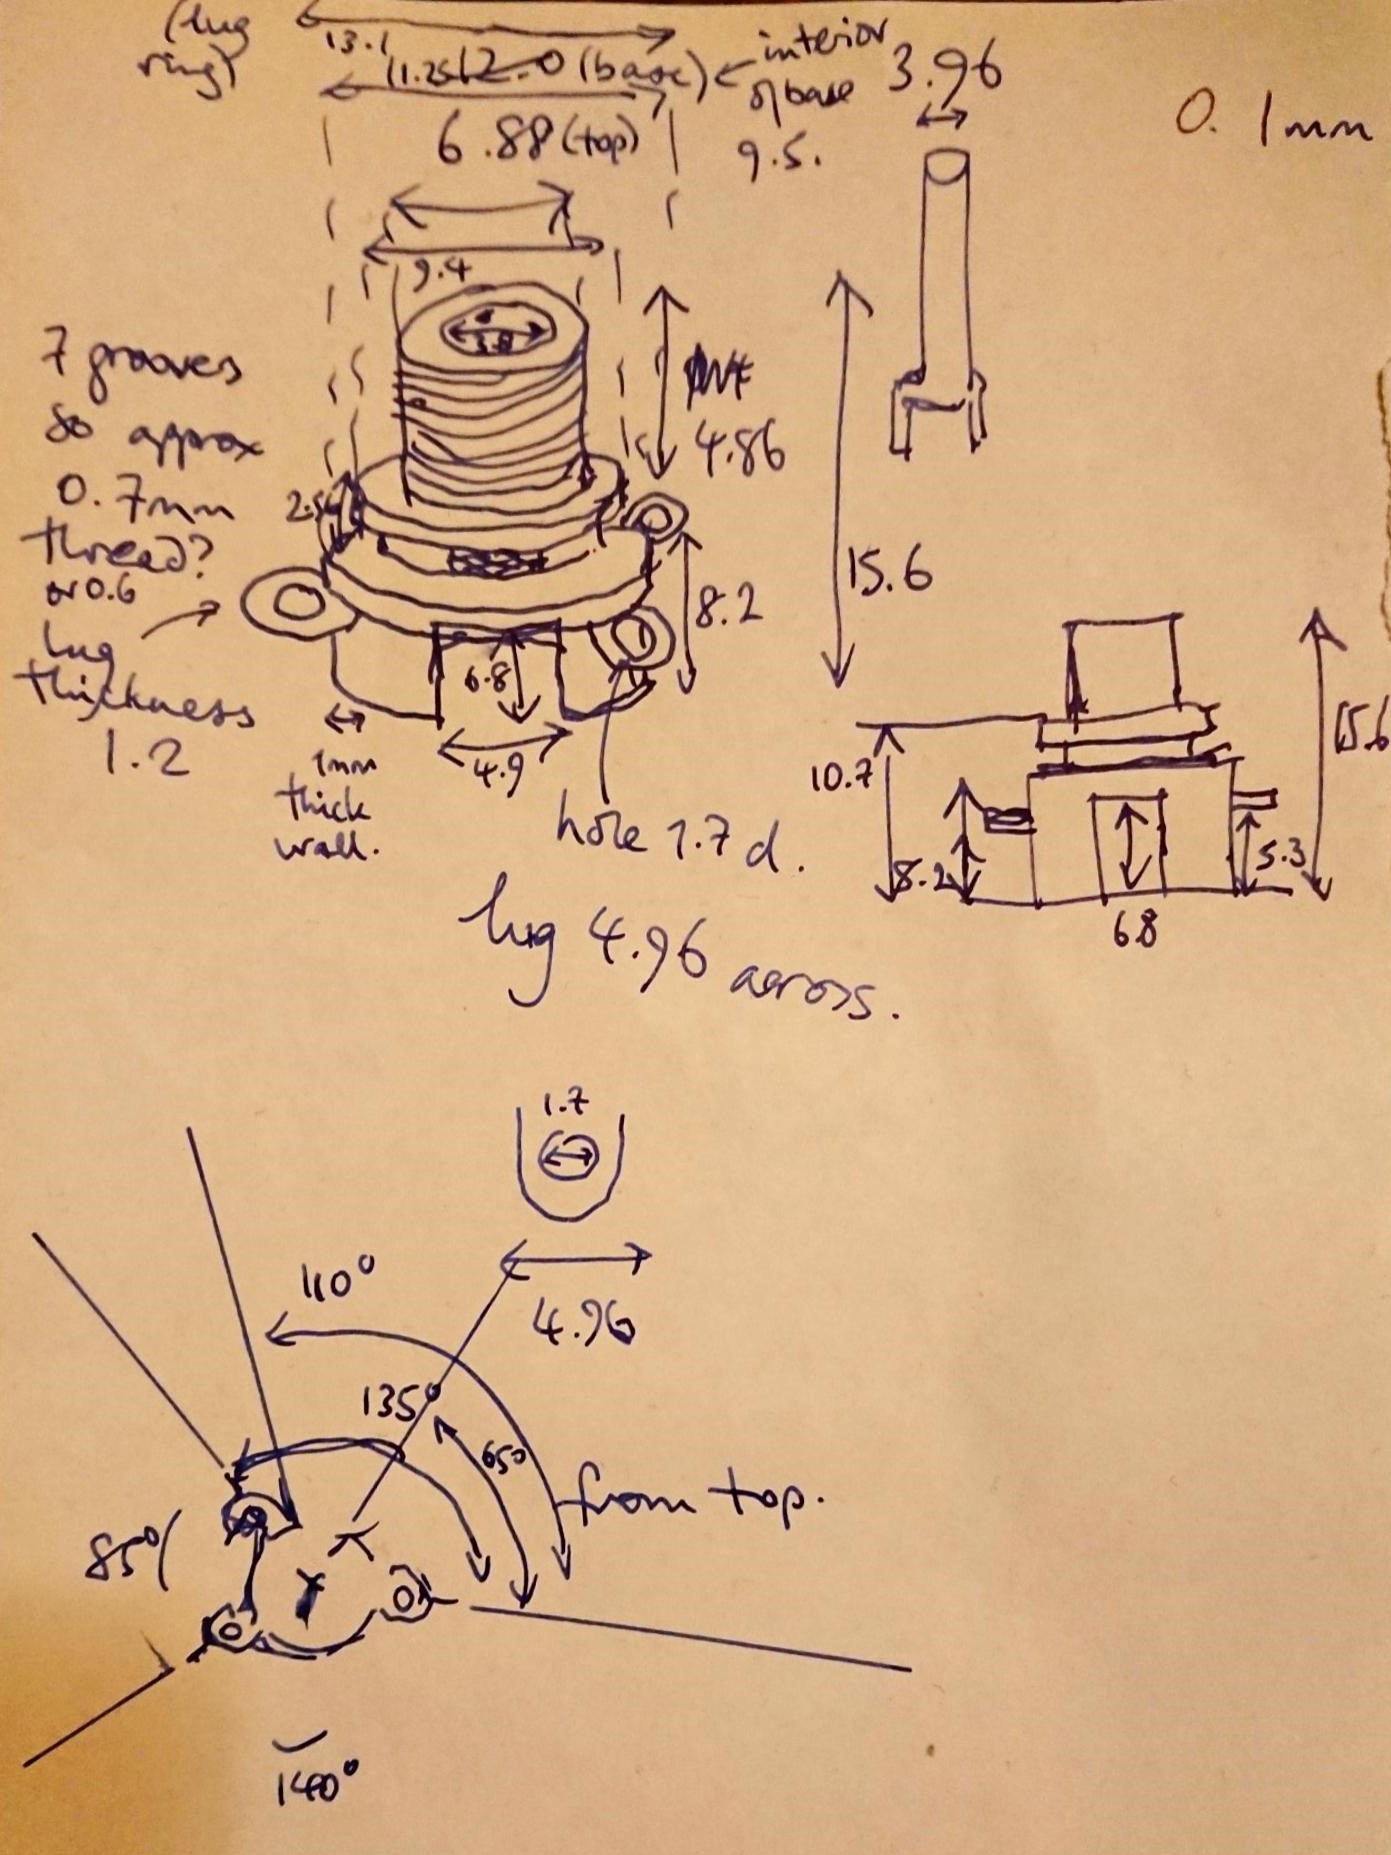 (lug
ring)
13.1
11.25 12.0 (base)
interior
of base
9.5.
3.96
0.1mm
6.88 (top)
9.4
3.8
7 grooves
so approx
0.7mm
thread?
or 0.6
lug
thickness
1.2
4.86
8.2
15.6
6.8
4.9
1mm
thick
wall.
hole 1.7 d.
lug 4.96 across.
10.7
8.2
15.6
5.3
6.8
1.7
4.96
110°
135°
65°
from top.
85°
140°